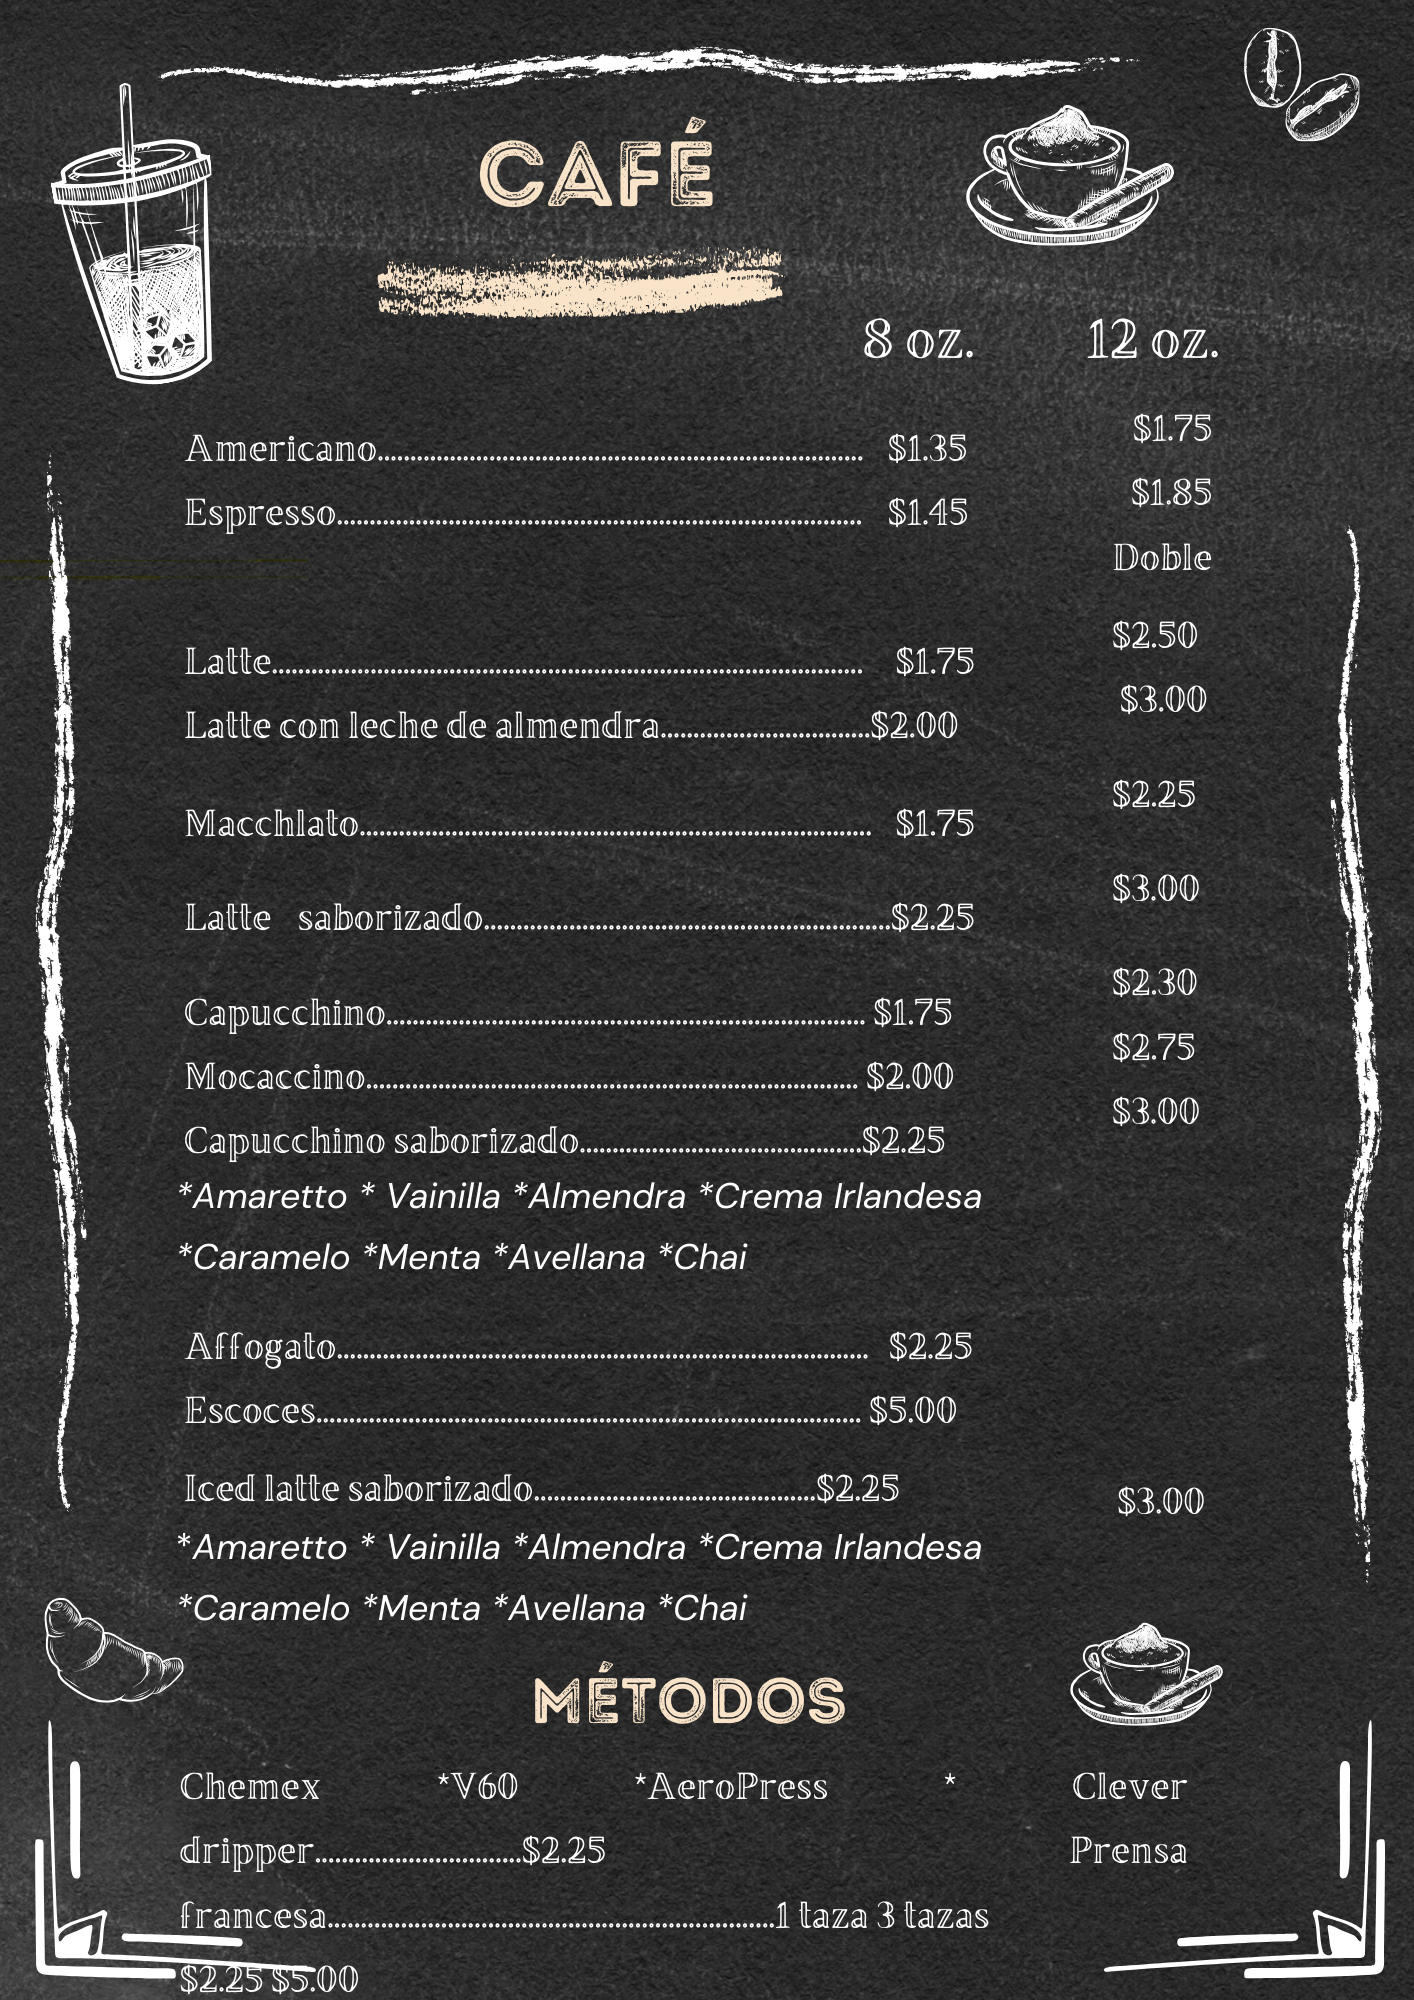 CAFÉ
8 oz. 12 oz.
Americano.......................................................................... $1.35 $1.75
Espresso................................................................................ $1.45 $1.85
Doble
Latte.......................................................................................... $1.75 $2.50
Latte con leche de almendra................................$2.00 $3.00
Macchlato.............................................................................. $1.75 $2.25
Latte saborizado..............................................................$2.25 $3.00
Capucchino......................................................................... $1.75 $2.30
Mocaccino........................................................................... $2.00 $2.75
Capucchino saborizado...........................................$2.25 $3.00
*Amaretto * Vainilla *Almendra *Crema Irlandesa
*Caramelo *Menta *Avellana *Chai
Affogato................................................................................. $2.25
Escoces................................................................................... $5.00
Iced latte saborizado...........................................$2.25 $3.00
*Amaretto * Vainilla *Almendra *Crema Irlandesa
*Caramelo *Menta *Avellana *Chai
MÉTODOS
Chemex *V60 *AeroPress * Clever
dripper...............................$2.25 Prensa
francesa....................................................................1 taza 3 tazas
$2.25 $5.00